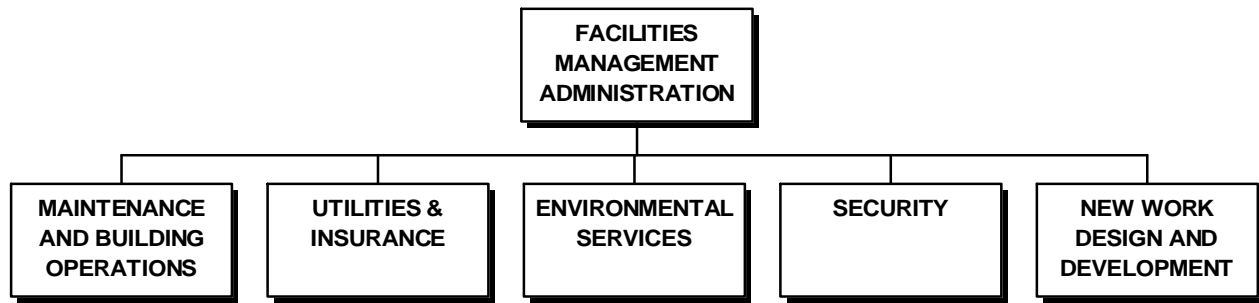 FACILITIES
MANAGEMENT
ADMINISTRATION
MAINTENANCE
AND BUILDING
OPERATIONS
UTILITIES &
INSURANCE
ENVIRONMENTAL
SERVICES
SECURITY
NEW WORK
DESIGN AND
DEVELOPMENT